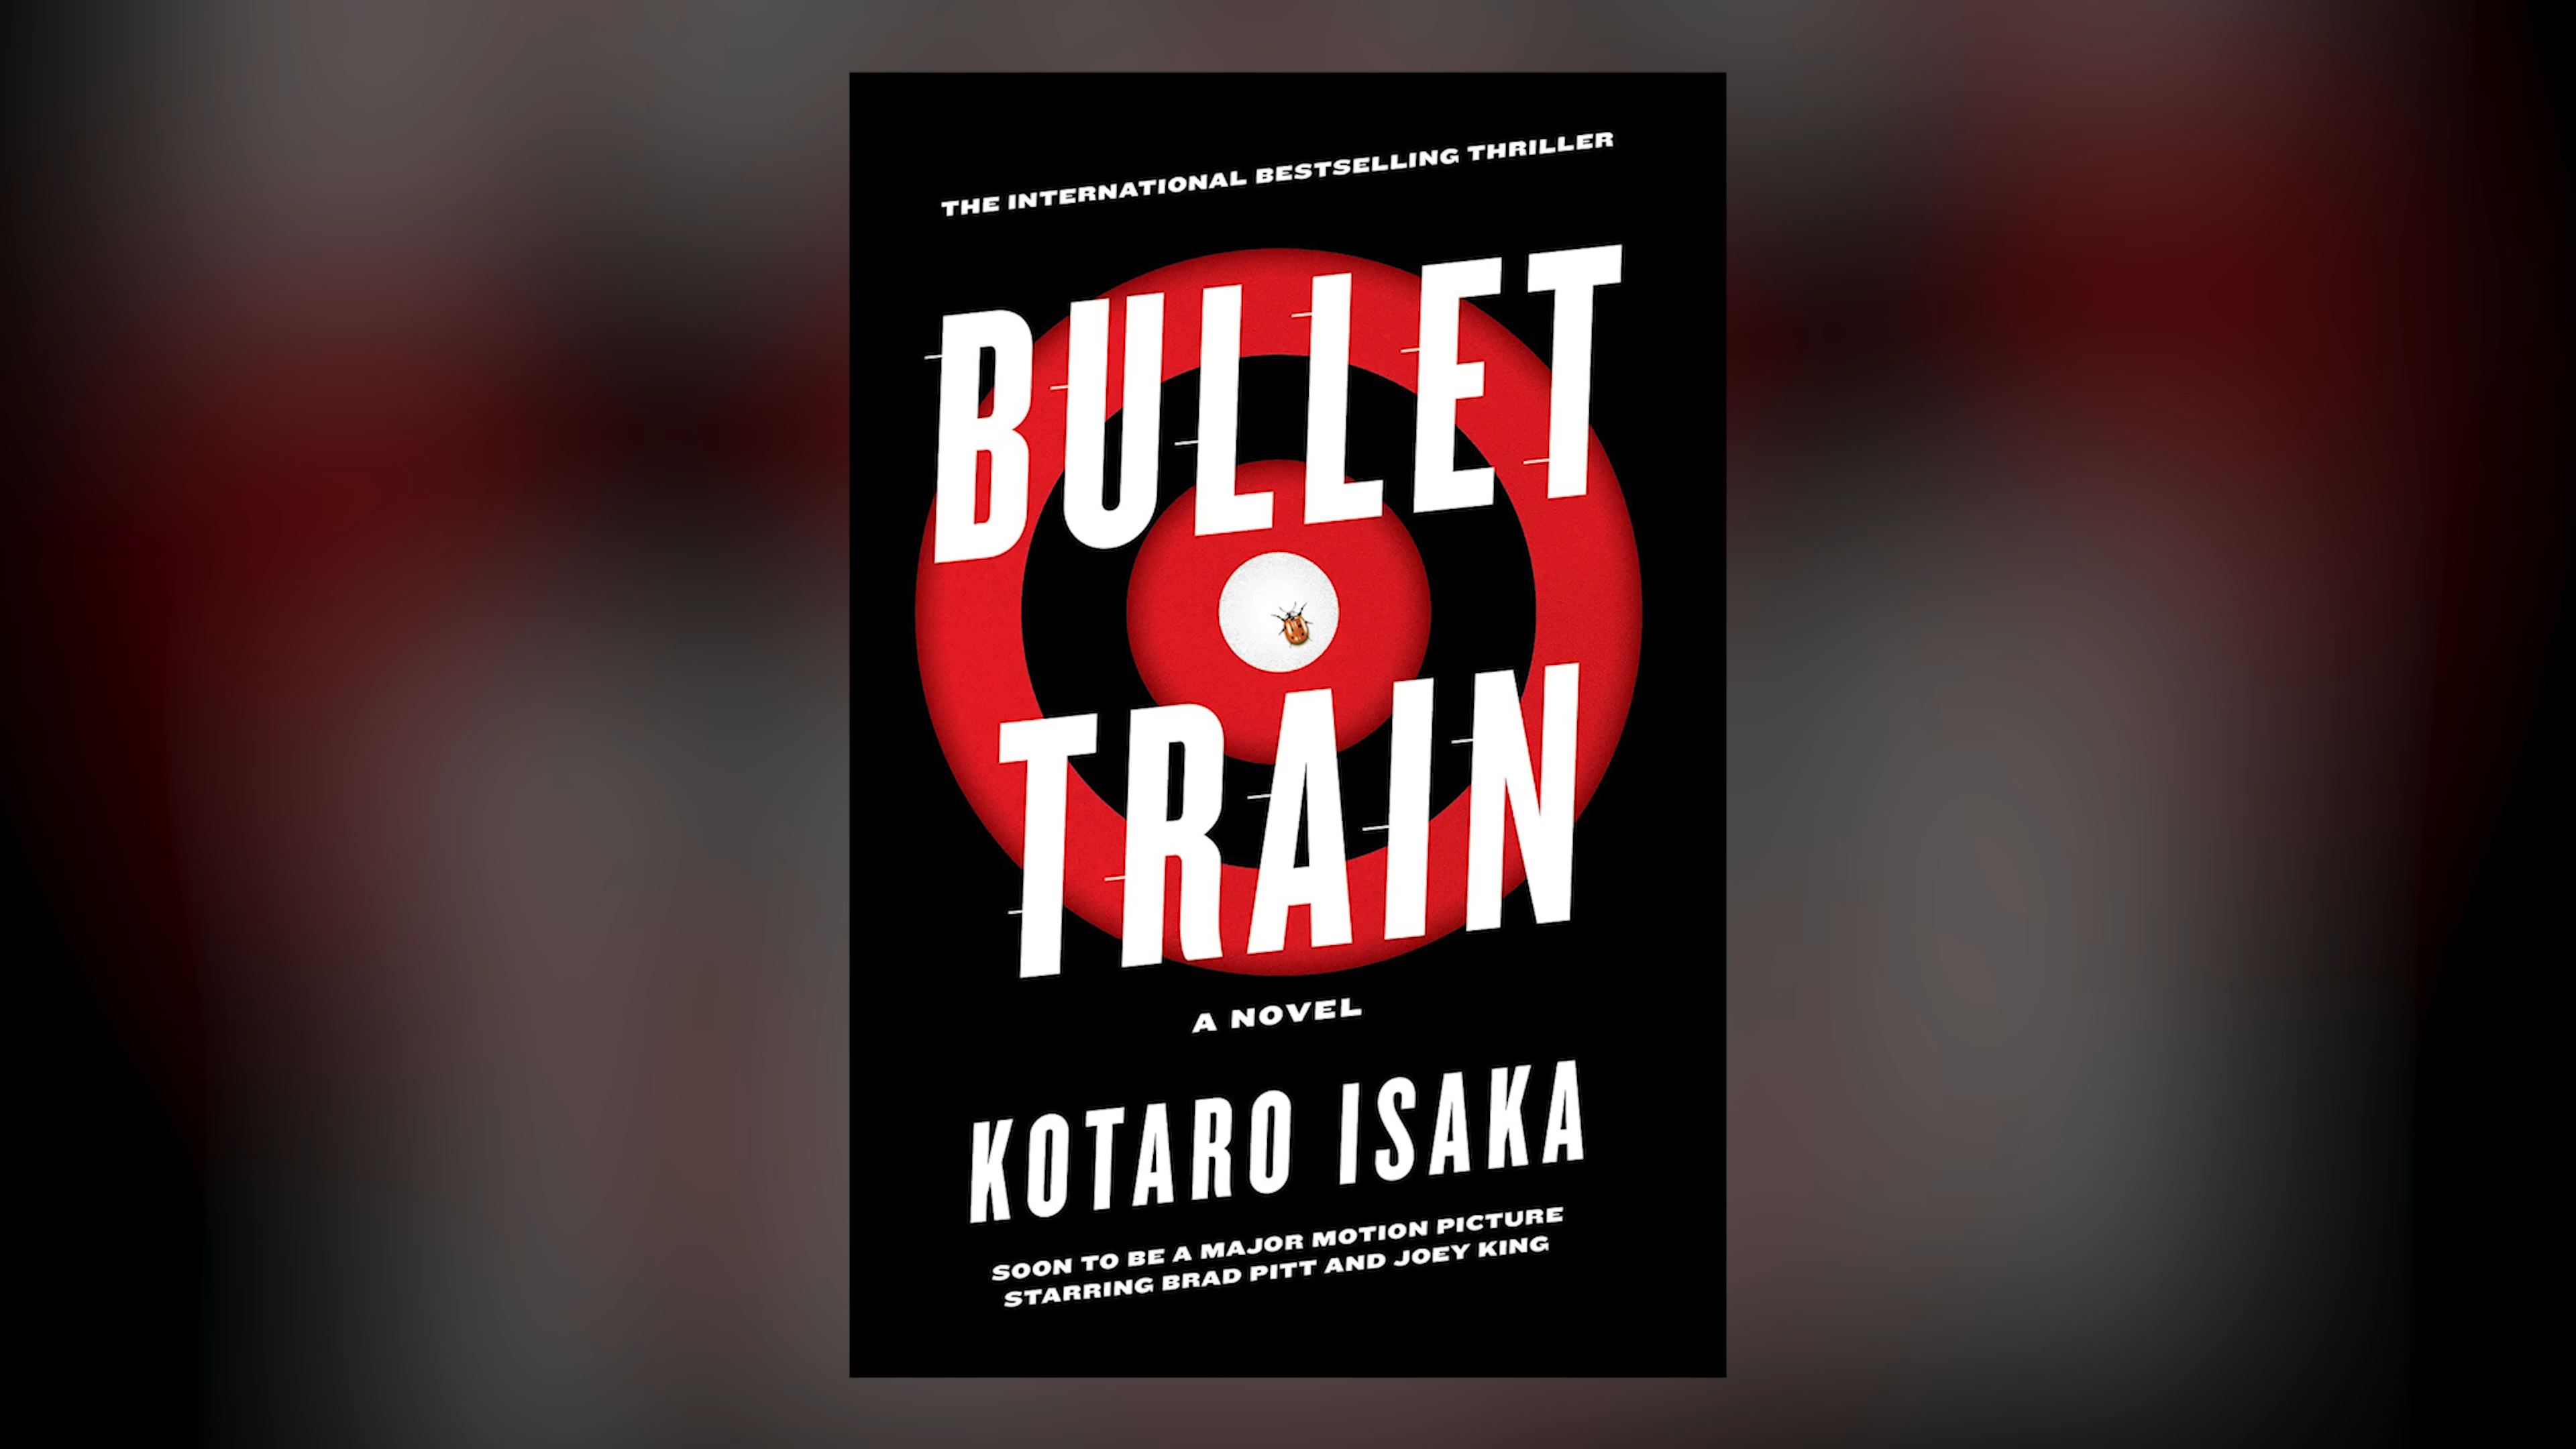 THE INTERNATIONAL BESTSELLING THRILLER
BULLET
TRAIN
A NOVEL
KOTARO ISAKA
SOON TO BE A MAJOR MOTION PICTURE
STARRING BRAD PITT AND JOEY KING